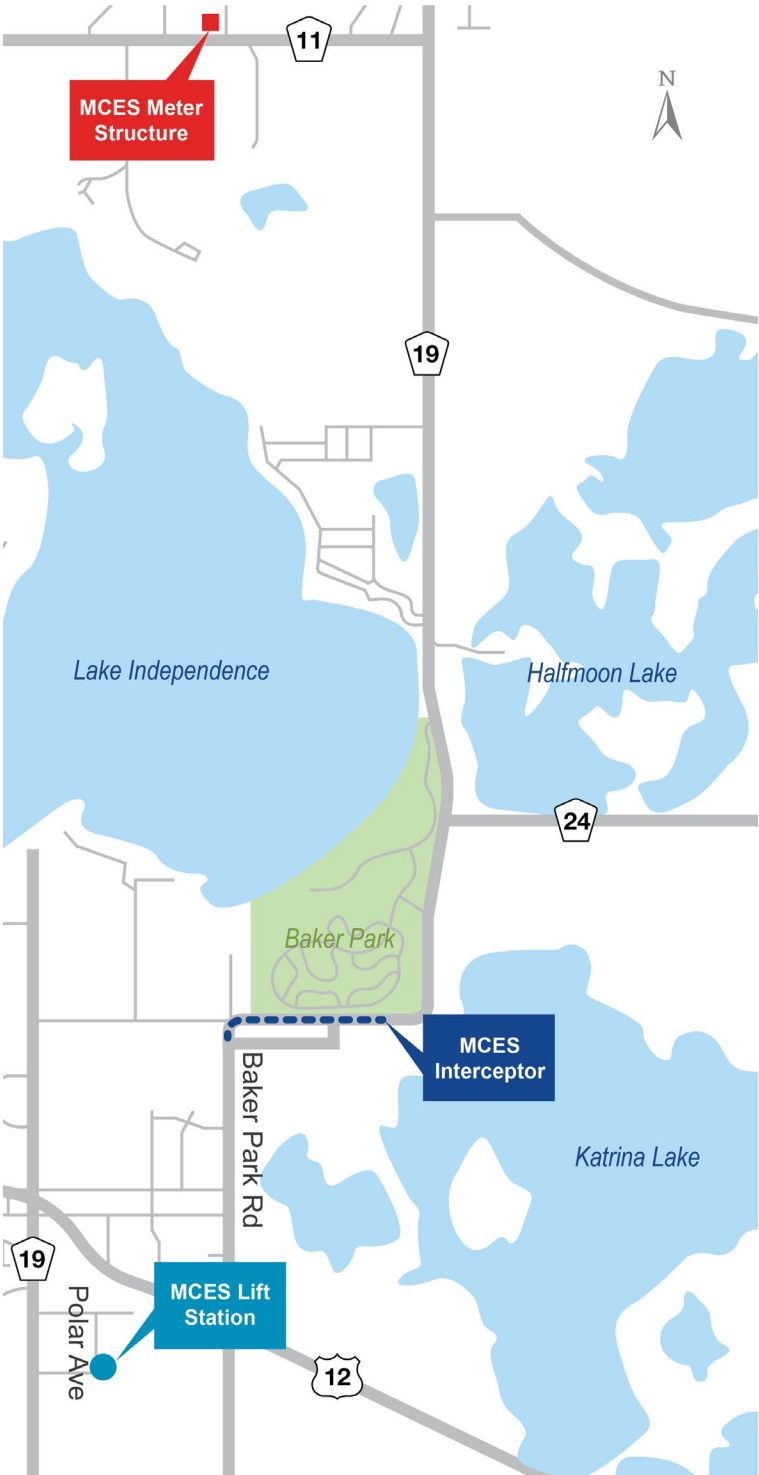 11
MCES Meter
Structure
N
19
Lake Independence
Halfmoon Lake
24
Baker Park
MCES
Interceptor
Baker Park Rd
Katrina Lake
19
MCES Lift
Station
Polar Ave
12